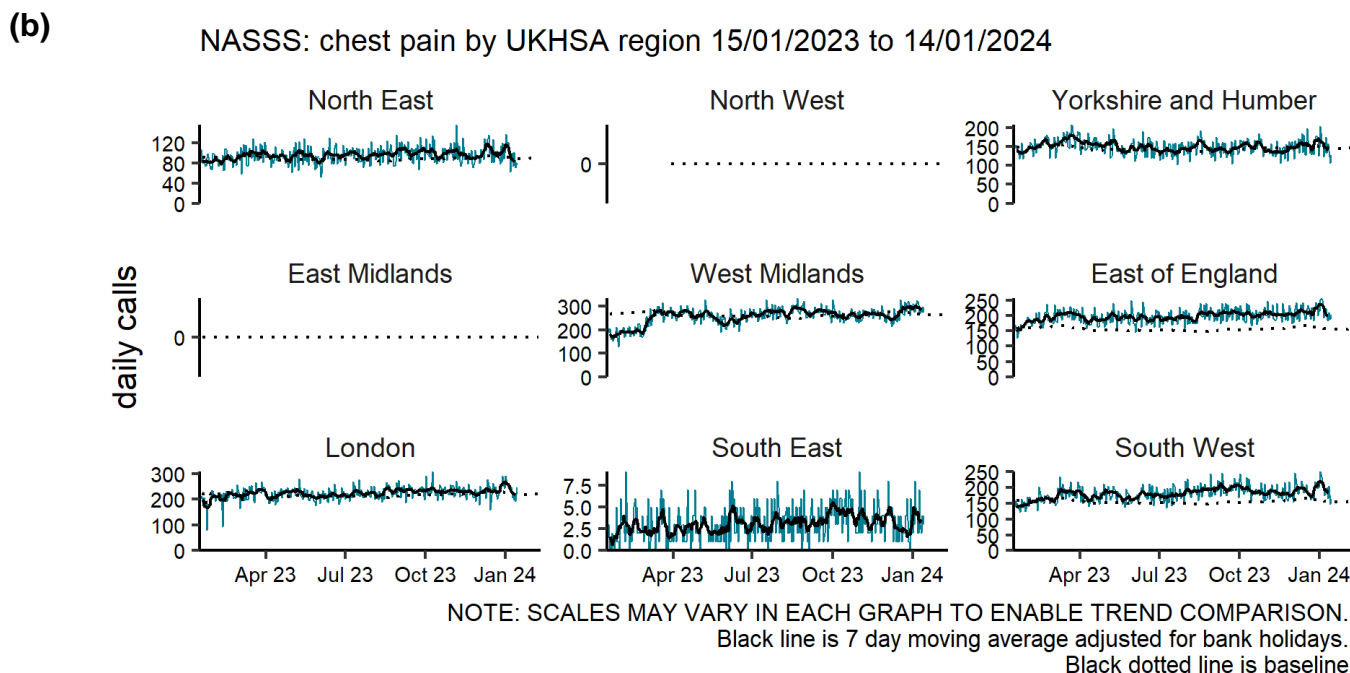 (b)
NASSS: chest pain by UKHSA region 15/01/2023 to 14/01/2024
daily calls
North East
120
80
40
0
North West
0
Yorkshire and Humber
200
150
100
50
0
East Midlands
0
West Midlands
300
200
100
0
East of England
250
200
150
100
50
0
London
300
200
100
0
Apr 23 Jul 23 Oct 23 Jan 24
South East
7.5
5.0
2.5
0.0
Apr 23 Jul 23 Oct 23 Jan 24
South West
250
200
150
100
50
0
Apr 23 Jul 23 Oct 23 Jan 24
NOTE: SCALES MAY VARY IN EACH GRAPH TO ENABLE TREND COMPARISON.
Black line is 7 day moving average adjusted for bank holidays.
Black dotted line is baseline